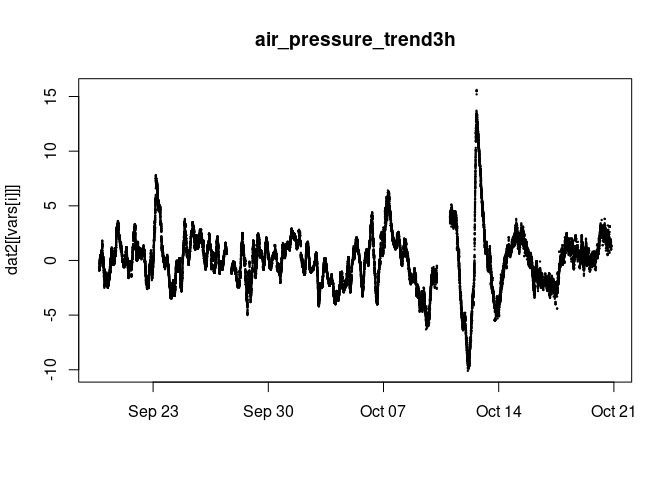 air_pressure_trend3h
dat2[[vars[i]]]
15
10
5
0
-5
-10
Sep 23
Sep 30
Oct 07
Oct 14
Oct 21